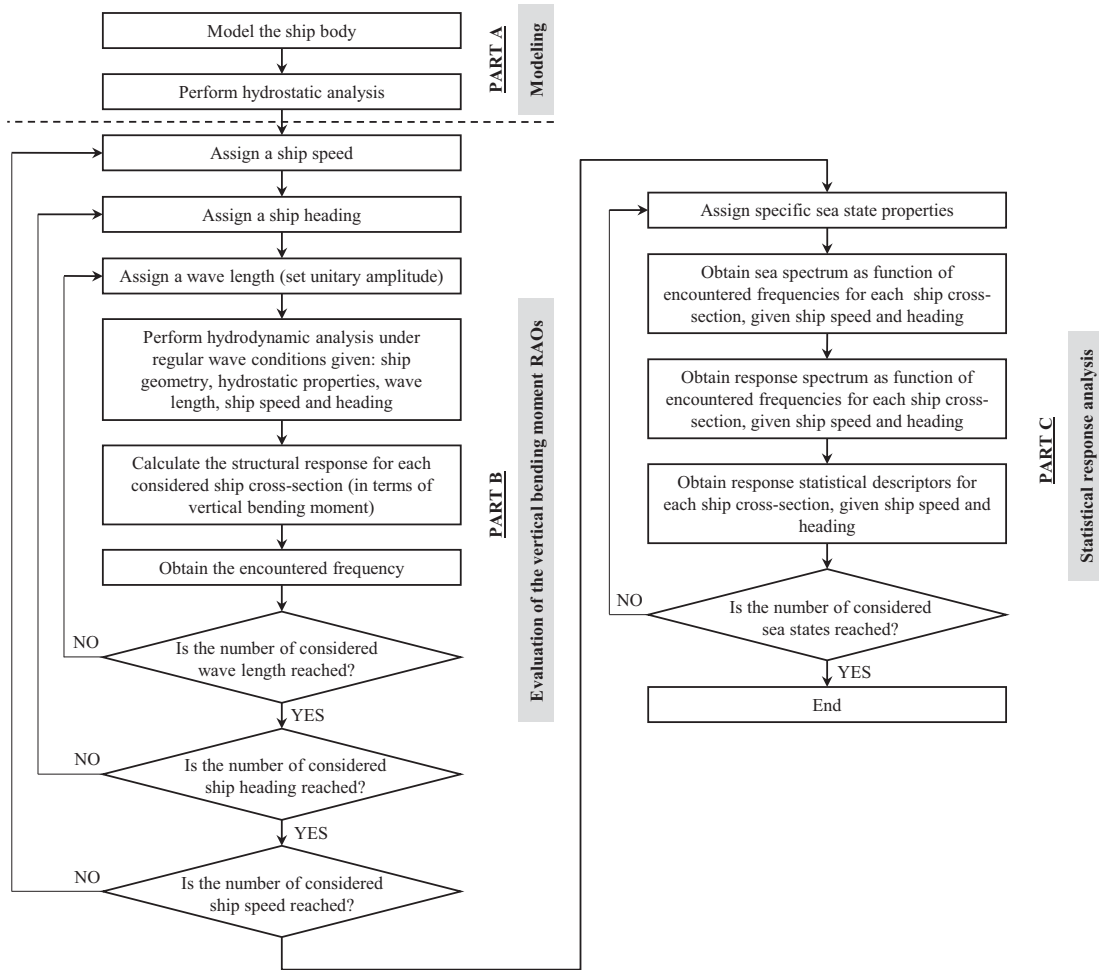 Model the ship body
Perform hydrostatic analysis
PART A
Modeling
Assign a ship speed
Assign a ship heading
Assign a wave length (set unitary amplitude)
Perform hydrodynamic analysis under
regular wave conditions given: ship
geometry, hydrostatic properties, wave
length, ship speed and heading
Calculate the structural response for each
considered ship cross-section (in terms of
vertical bending moment)
Obtain the encountered frequency
Is the number of considered
wave length reached?
NO
YES
Is the number of considered
ship heading reached?
NO
YES
Is the number of considered
ship speed reached?
NO
PART B
Evaluation of the vertical bending moment RAOs
Assign specific sea state properties
Obtain sea spectrum as function of
encountered frequencies for each ship cross-
section, given ship speed and heading
Obtain response spectrum as function of
encountered frequencies for each ship cross-
section, given ship speed and heading
Obtain response statistical descriptors for
each ship cross-section, given ship speed and
heading
Is the number of considered
sea states reached?
NO
YES
End
PART C
Statistical response analysis